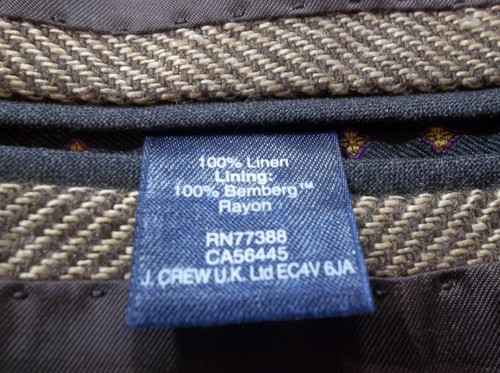 100% Linen
Lining:
100% Bemberg™
Rayon
RN77388
CA56445
J. CREW U.K. Ltd EC4V 6JA